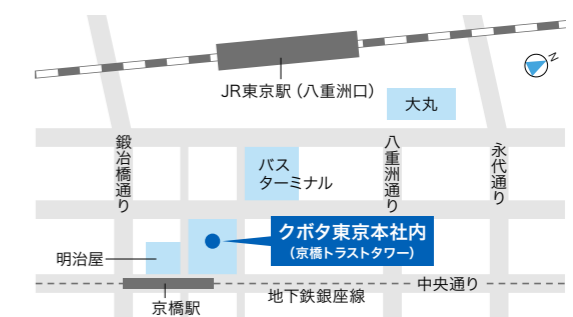 N
JR東京駅（八重洲口）
大丸
鍛冶橋通り
バス
ターミナル
八重洲通り
永代通り
クボタ東京本社内
（京橋トラストタワー）
明治屋
中央通り
地下鉄銀座線
京橋駅